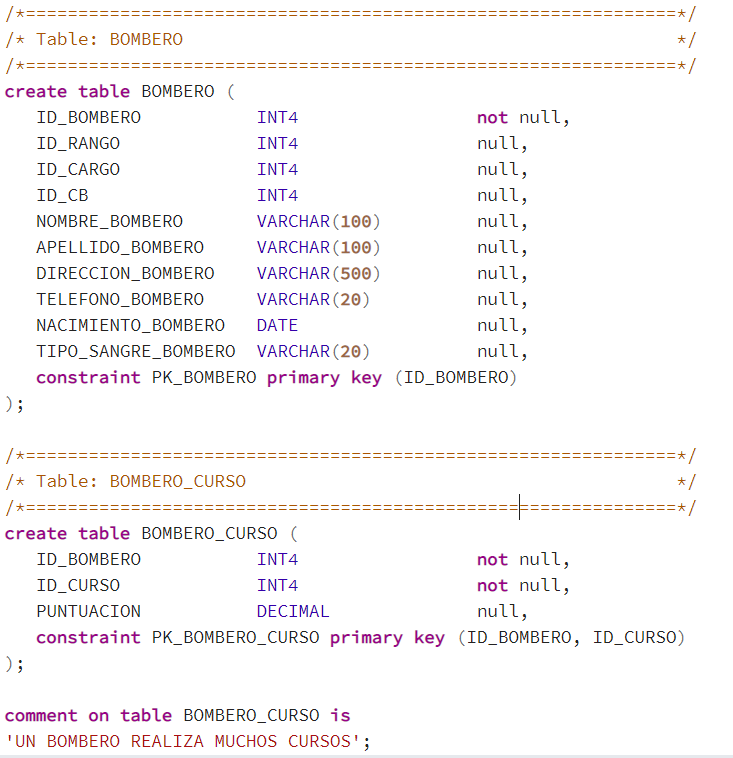 /*==============================================================*/
/* Table: BOMBERO                                               */
/*==============================================================*/
create table BOMBERO (
   ID_BOMBERO           INT4                 not null,
   ID_RANGO             INT4                 null,
   ID_CARGO             INT4                 null,
   ID_CB                INT4                 null,
   NOMBRE_BOMBERO       VARCHAR(100)         null,
   APELLIDO_BOMBERO     VARCHAR(100)         null,
   DIRECCION_BOMBERO    VARCHAR(500)         null,
   TELEFONO_BOMBERO     VARCHAR(20)          null,
   NACIMIENTO_BOMBERO   DATE                 null,
   TIPO_SANGRE_BOMBERO  VARCHAR(20)          null,
   constraint PK_BOMBERO primary key (ID_BOMBERO)
);

/*==============================================================*/
/* Table: BOMBERO_CURSO                                         */
/*==============================================================*/
create table BOMBERO_CURSO (
   ID_BOMBERO           INT4                 not null,
   ID_CURSO             INT4                 not null,
   PUNTUACION           DECIMAL              null,
   constraint PK_BOMBERO_CURSO primary key (ID_BOMBERO, ID_CURSO)
);

comment on table BOMBERO_CURSO is
'UN BOMBERO REALIZA MUCHOS CURSOS';